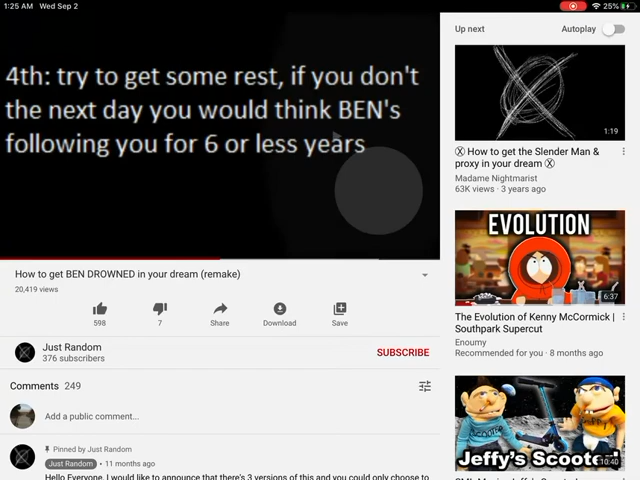 1:25 AM Wed Sep 2
25%
4th: try to get some rest, if you don't
the next day you would think BEN's
following you for 6 or less years
How to get BEN DROWNED in your dream (remake)
20,419 views
598
7
Share
Download
Save
Just Random
376 subscribers
SUBSCRIBE
Comments 249
Add a public comment...
Pinned by Just Random
Just Random • 11 months ago
Hello Everyone, I would like to announce that there's 3 versions of this and you could only choose to
Up next
Autoplay
1:19
Ⓧ How to get the Slender Man &
proxy in your dream Ⓧ
Madame Nightmarist
63K views · 3 years ago
EVOLUTION
6:37
The Evolution of Kenny McCormick |
Southpark Supercut
Enoumy
Recommended for you · 8 months ago
Jeffy's Scooter!
10:40